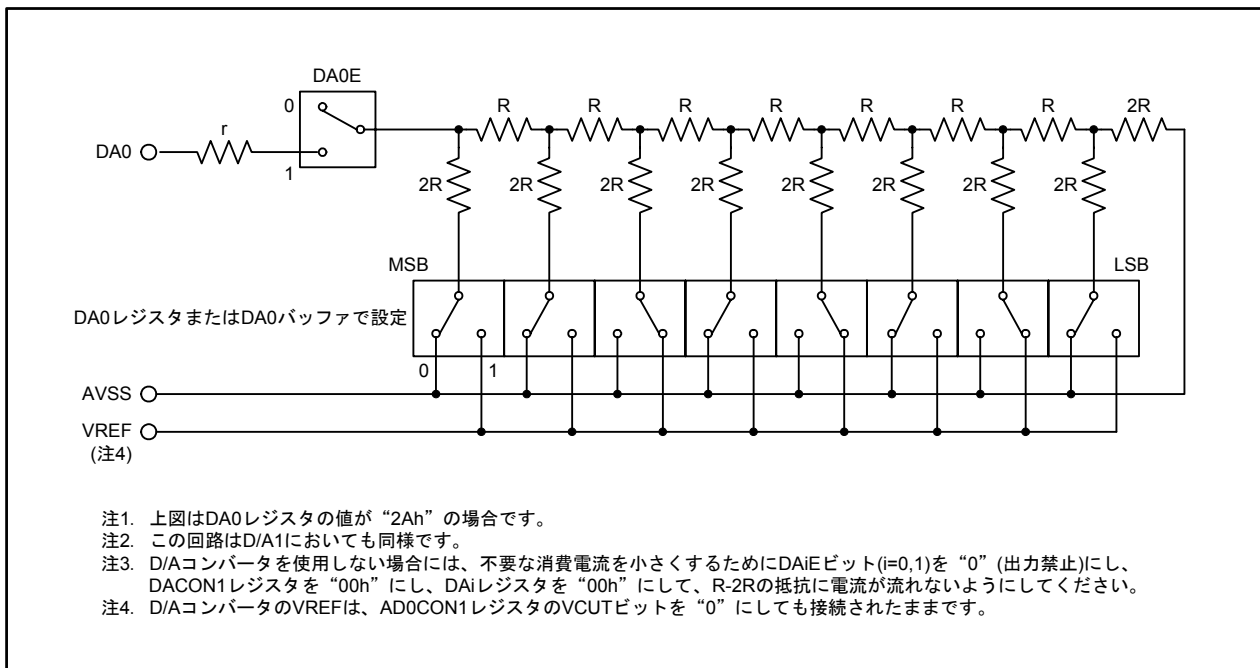 DA0E
0
1
r
DA0
R R R R R R R 2R
2R 2R 2R 2R 2R 2R 2R 2R
MSB
LSB
DA0レジスタまたはDA0バッファで設定
0 1
AVSS
VREF
(注4)
注1. 上図はDA0レジスタの値が“2Ah”の場合です。
注2. この回路はD/A1においても同様です。
注3. D/Aコンバータを使用しない場合には、不要な消費電流を小さくするためにDAiEビット(i=0,1)を“0”(出力禁止)にし、
DACON1レジスタを“00h”にし、DAiレジスタを“00h”にして、R-2Rの抵抗に電流が流れないようにしてください。
注4. D/AコンバータのVREFは、AD0CON1レジスタのVCUTビットを“0”にしても接続されたままです。